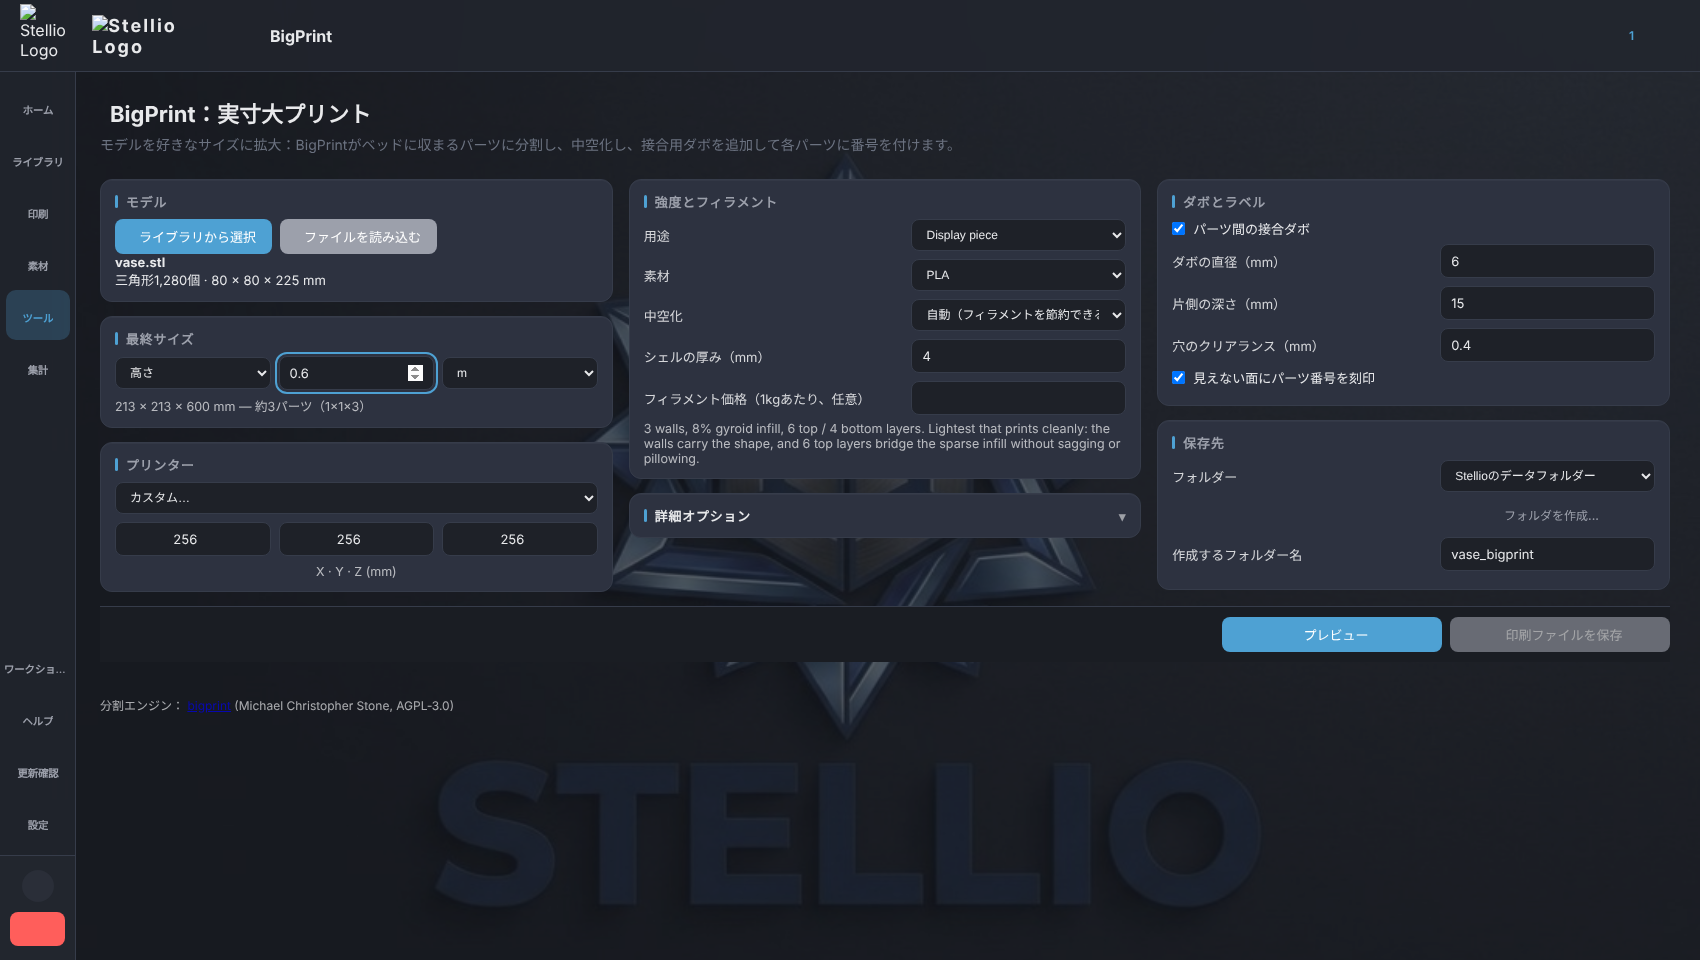 Stellio
Logo
Stellio
Logo
BigPrint
1
ホーム
ライブラリ
印刷
素材
ツール
集計
ワークショ...
ヘルプ
更新確認
設定
BigPrint：実寸大プリント
モデルを好きなサイズに拡大：BigPrintがベッドに収まるパーツに分割し、中空化し、接合用ダボを追加して各パーツに番号を付けます。
モデル
ライブラリから選択
ファイルを読み込む
vase.stl
三角形1,280個 · 80 × 80 × 225 mm
最終サイズ
高さ
0.6
m
213 × 213 × 600 mm — 約3パーツ（1×1×3）
プリンター
カスタム...
256
256
256
X · Y · Z (mm)
強度とフィラメント
用途
Display piece
素材
PLA
中空化
自動（フィラメントを節約できる
シェルの厚み（mm）
4
フィラメント価格（1kgあたり、任意）
3 walls, 8% gyroid infill, 6 top / 4 bottom layers. Lightest that prints cleanly: the
walls carry the shape, and 6 top layers bridge the sparse infill without sagging or
pillowing.
詳細オプション
ダボとラベル
パーツ間の接合ダボ
ダボの直径（mm）
6
片側の深さ（mm）
15
穴のクリアランス（mm）
0.4
見えない面にパーツ番号を刻印
保存先
フォルダー
Stellioのデータフォルダー
フォルダを作成...
作成するフォルダー名
vase_bigprint
プレビュー
印刷ファイルを保存
分割エンジン： bigprint (Michael Christopher Stone, AGPL-3.0)
STELLIO